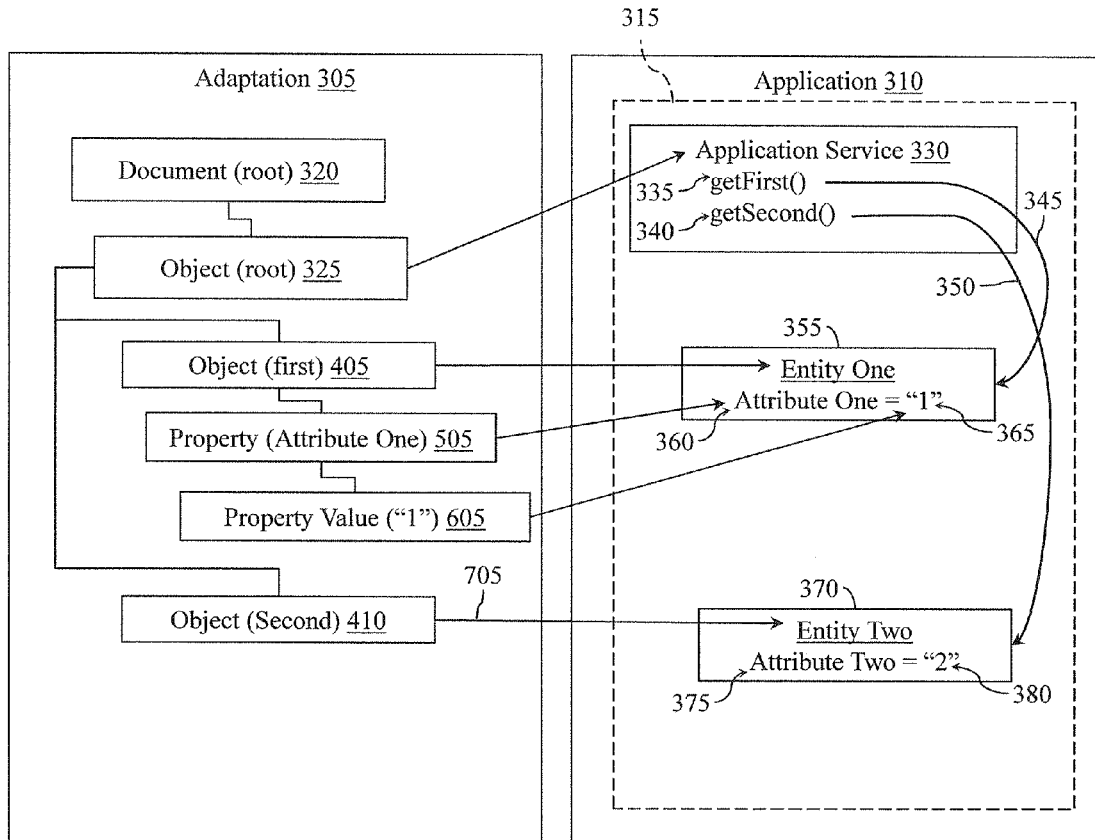 315
Adaptation 305
Application 310
Document (root) 320
Application Service 330
335 getFirst()
345
340 getSecond()
Object (root) 325
350
355
Object (first) 405
Entity One
Attribute One = “1”
360
365
Property (Attribute One) 505
Property Value (“1”) 605
705
370
Object (Second) 410
Entity Two
Attribute Two = “2”
375
380